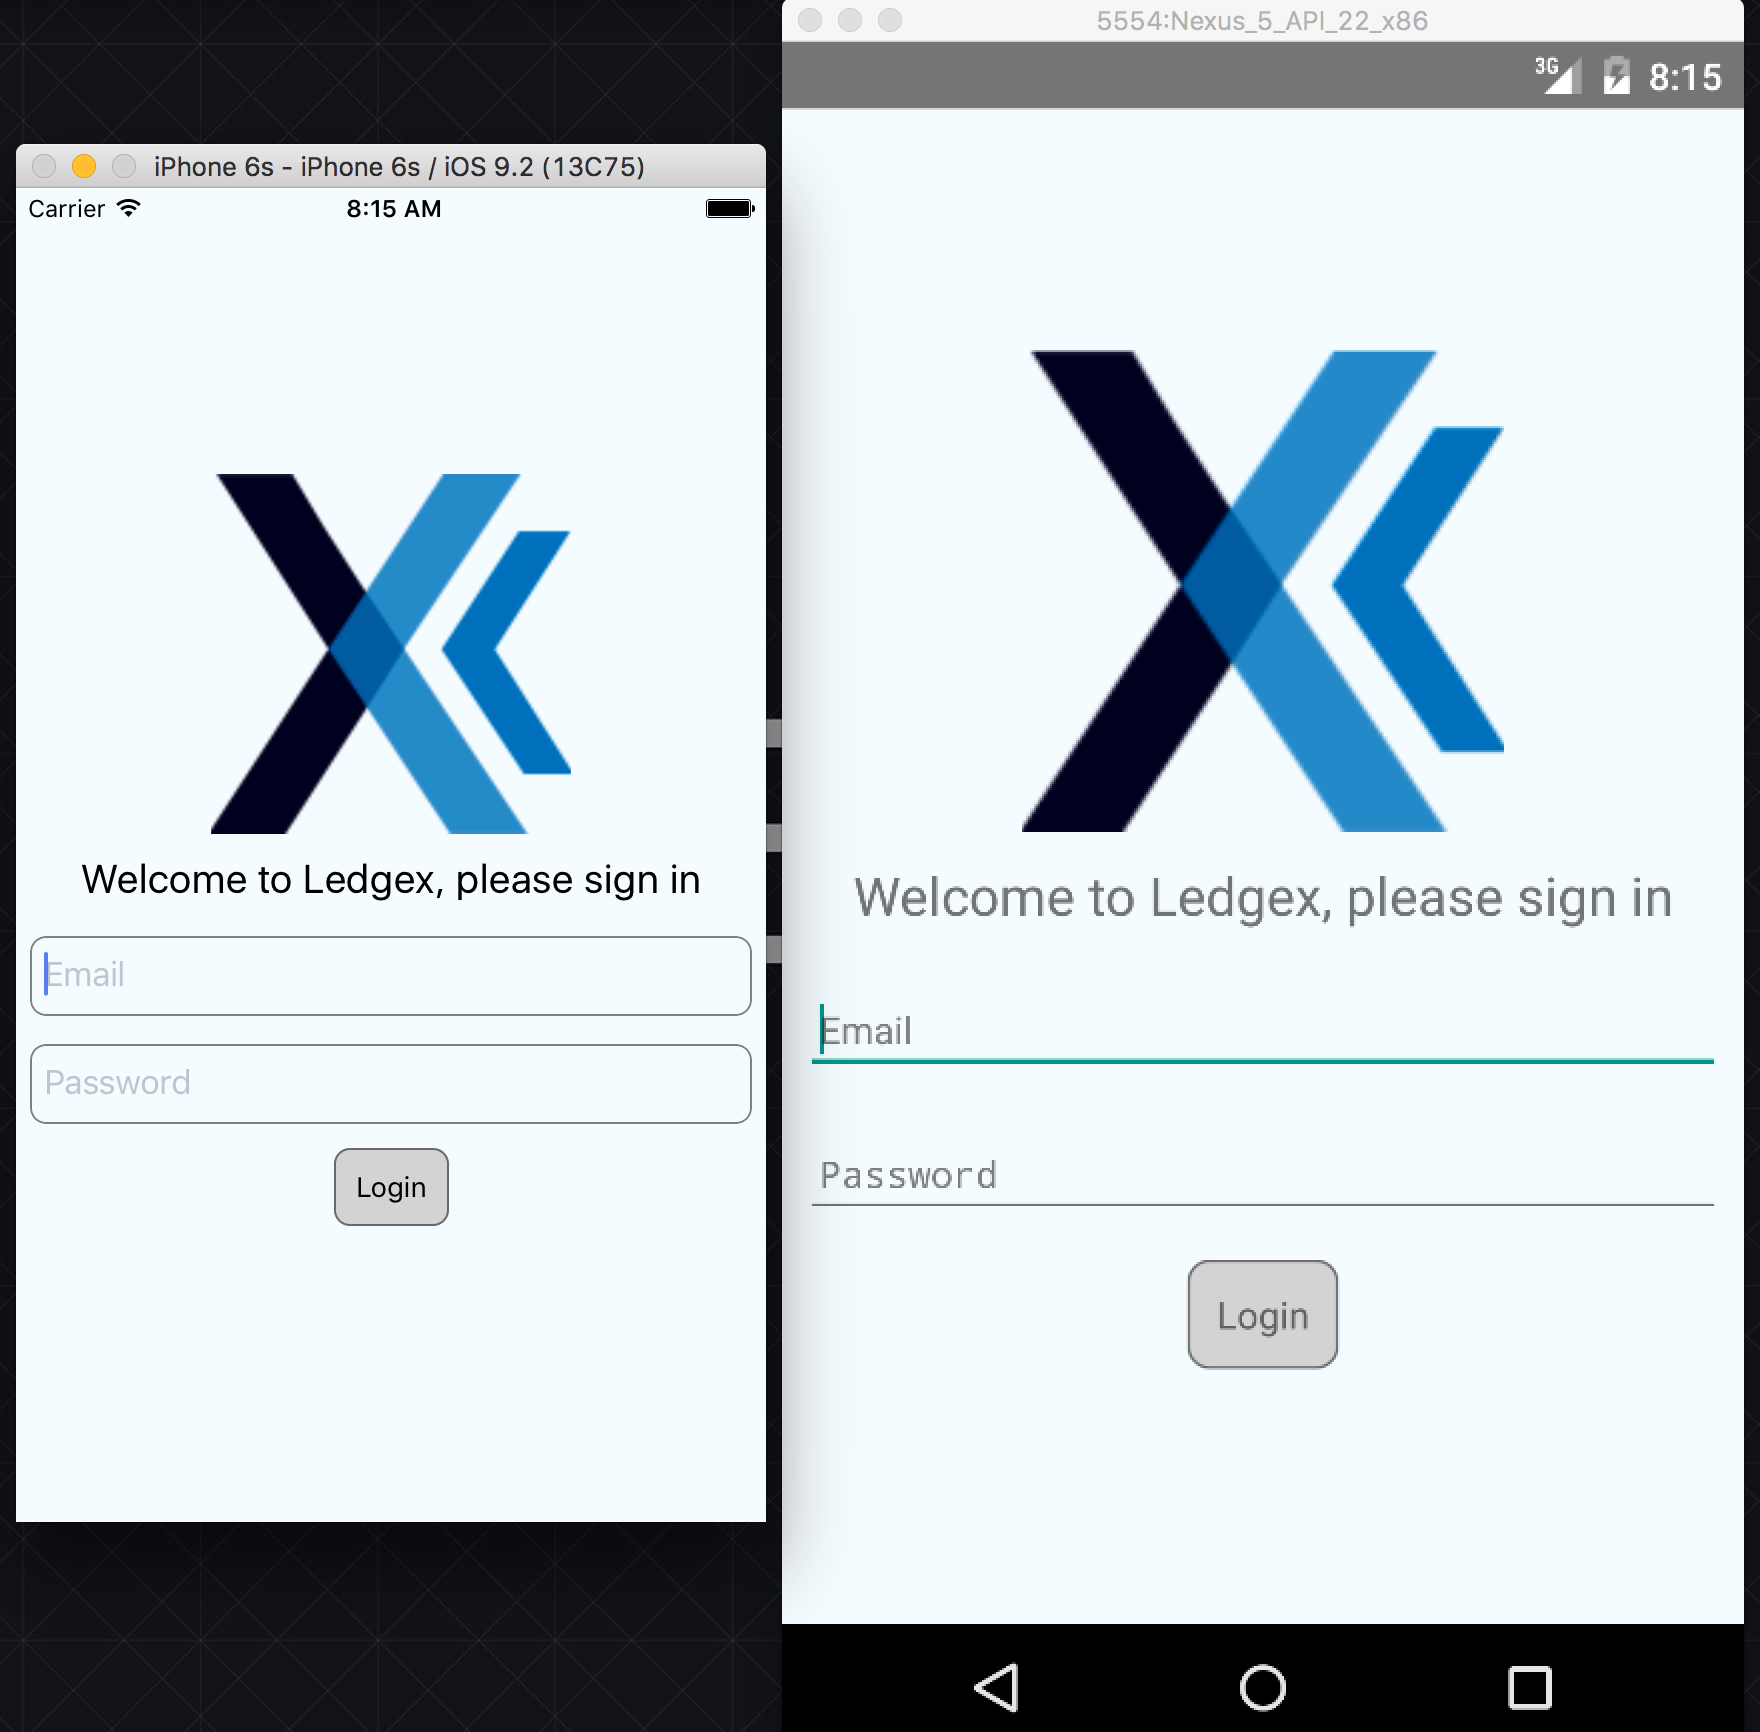 iPhone 6s - iPhone 6s / iOS 9.2 (13C75)
Carrier 8:15 AM
Welcome to Ledgex, please sign in
Email
Password
Login
5554:Nexus_5_API_22_x86
3G 8:15
Welcome to Ledgex, please sign in
Email
Password
Login